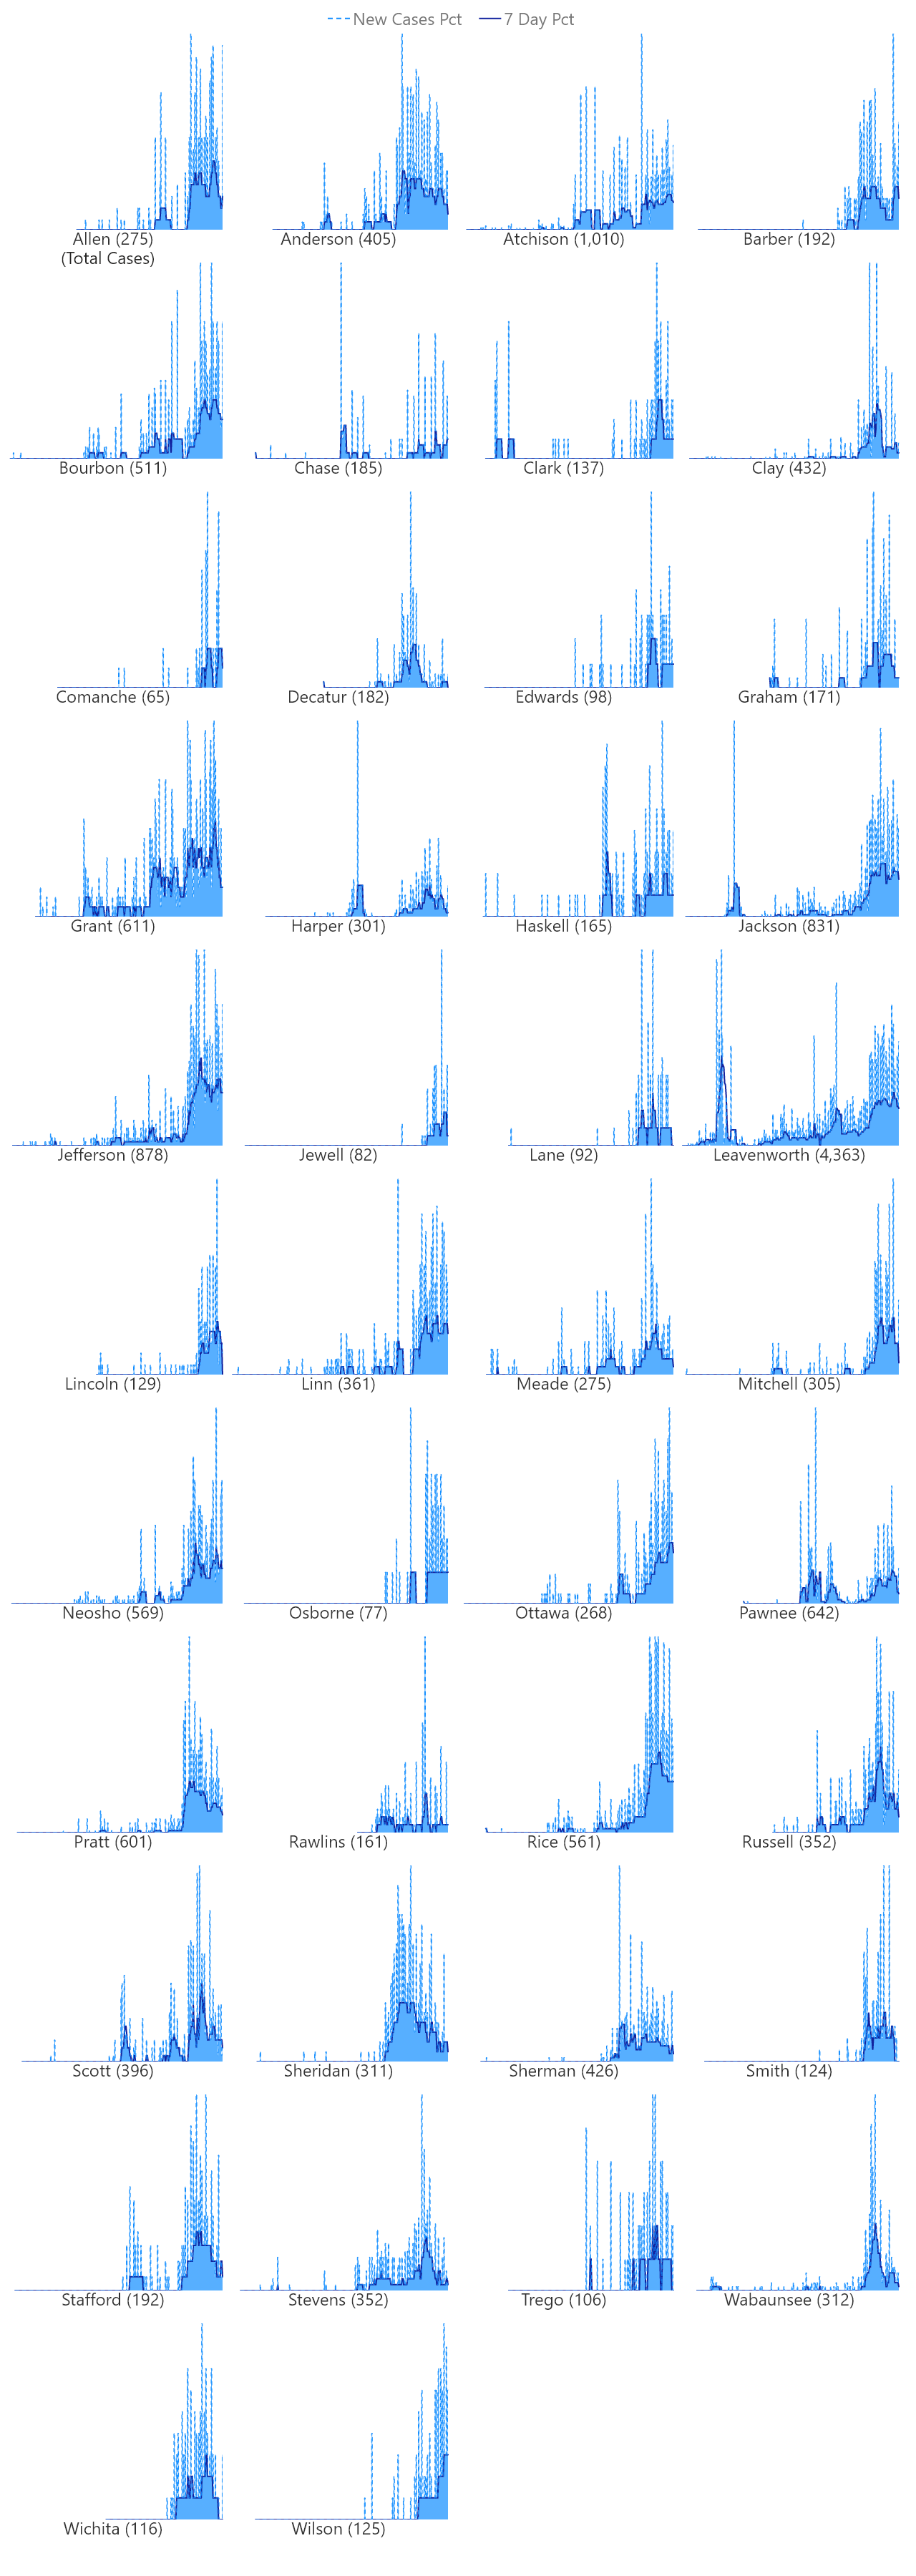 New Cases Pct 7 Day Pct
Allen (275) Anderson (405) Atchison (1,010) Barber (192)
(Total Cases)
Bourbon (511) Chase (185) Clark (137) Clay (432)
Comanche (65) Decatur (182) Edwards (98) Graham (171)
Grant (611) Harper (301) Haskell (165) Jackson (831)
Jefferson (878) Jewell (82) Lane (92) Leavenworth (4,363)
Lincoln (129) Linn (361) Meade (275) Mitchell (305)
Neosho (569) Osborne (77) Ottawa (268) Pawnee (642)
Pratt (601) Rawlins (161) Rice (561) Russell (352)
Scott (396) Sheridan (311) Sherman (426) Smith (124)
Stafford (192) Stevens (352) Trego (106) Wabaunsee (312)
Wichita (116) Wilson (125)